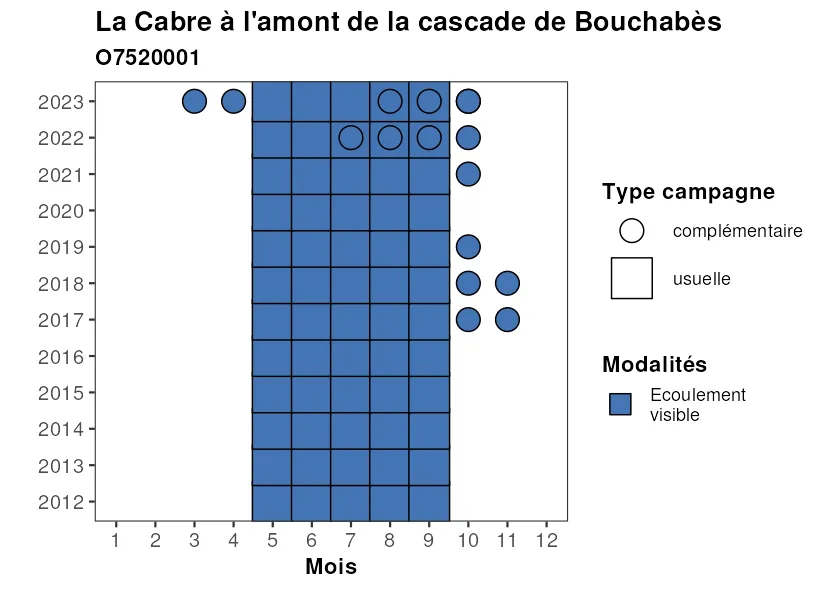 La Cabre à l'amont de la cascade de Bouchabès
O7520001
2023
2022
2021
2020
2019
2018
2017
2016
2015
2014
2013
2012
1 2 3 4 5 6 7 8 9 10 11 12
Mois
Type campagne
complémentaire
usuelle
Modalités
Ecoulement
visible